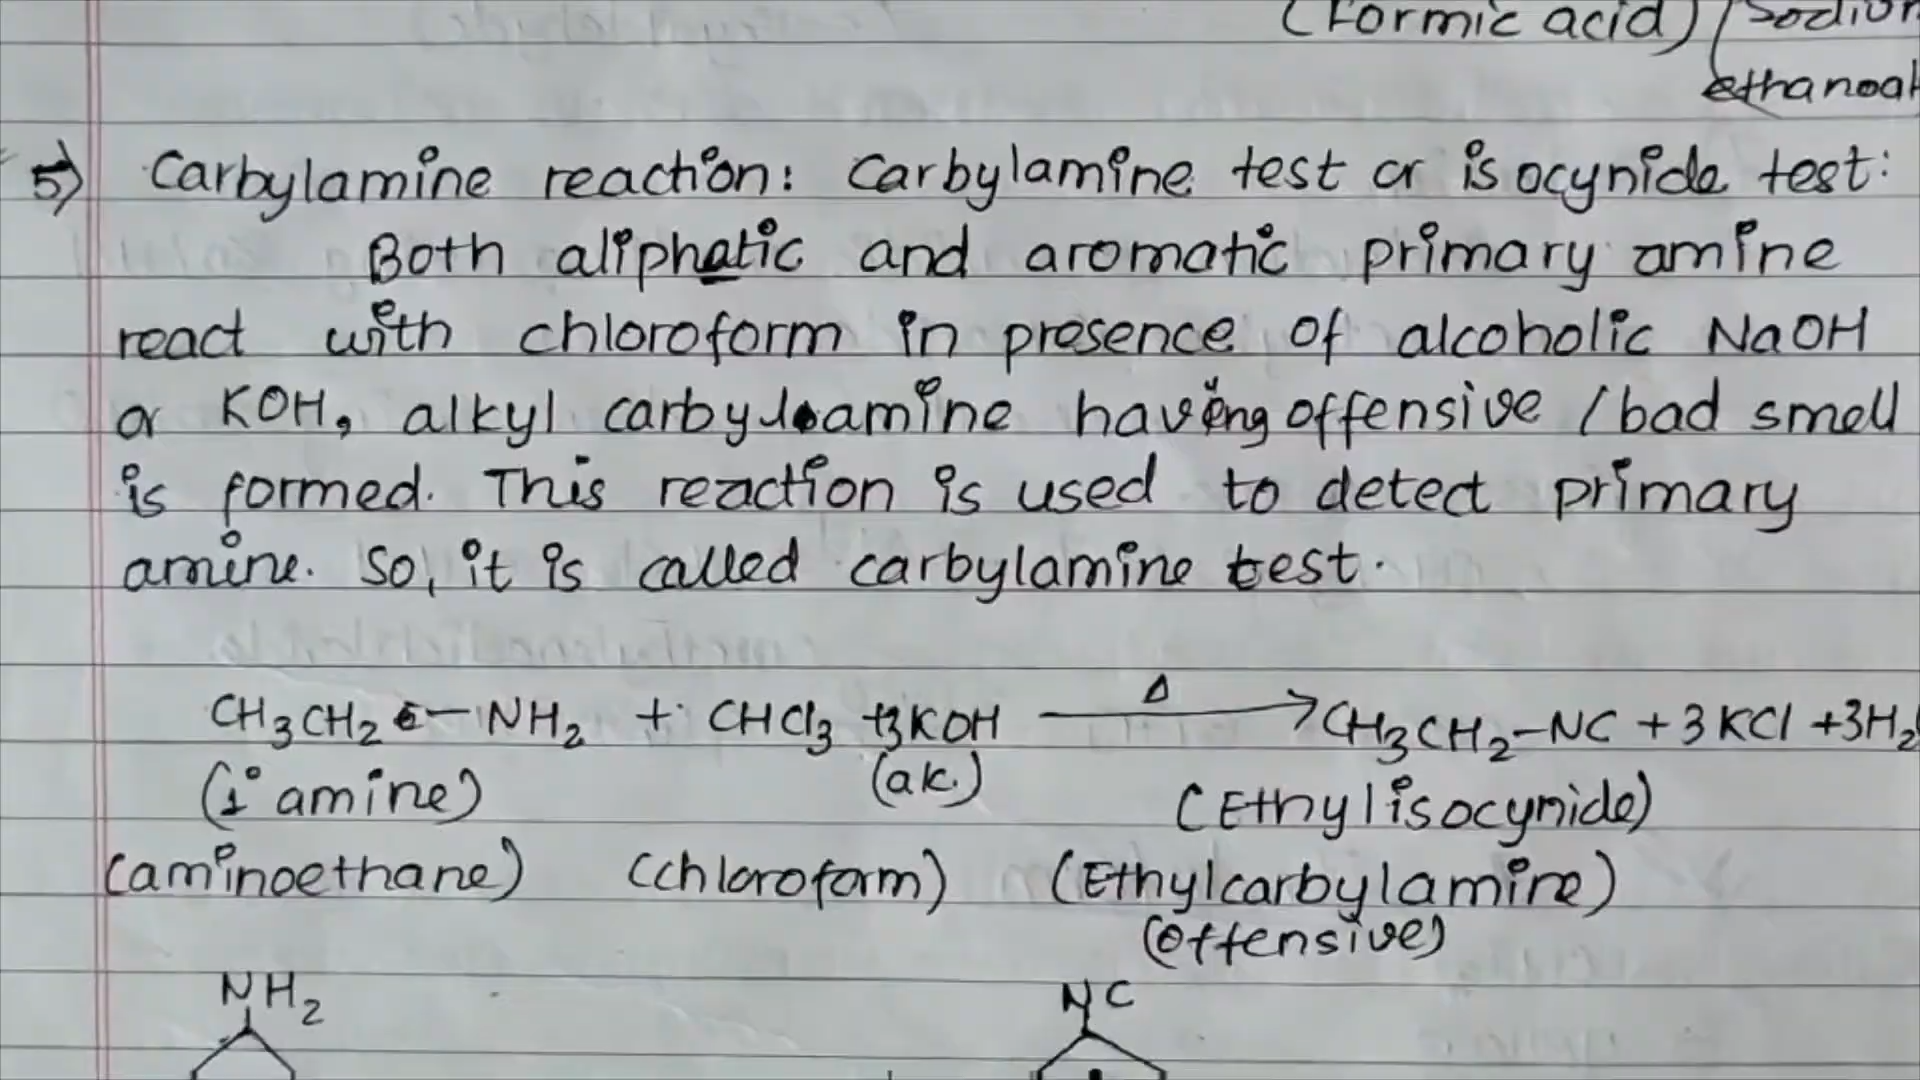 (Formic acid) (Sodium
ethanoat
5) Carbylamine reaction: Carbylamine test or isocynide test:
Both aliphatic and aromatic primary amine
react with chloroform in presence of alcoholic NaOH
or KOH, alkyl carbylamine having offensive / bad smell
is formed. This reaction is used to detect primary
amine. So, it is called carbylamine test.
Δ
CH3CH2-NH2 + CHCl3 +3KOH → CH3CH2-NC + 3KCl +3H2
(1° amine) (alc.) (Ethylisocynide)
(aminoethane) (chloroform) (Ethylcarbylamine)
(offensive)
NH2 NC